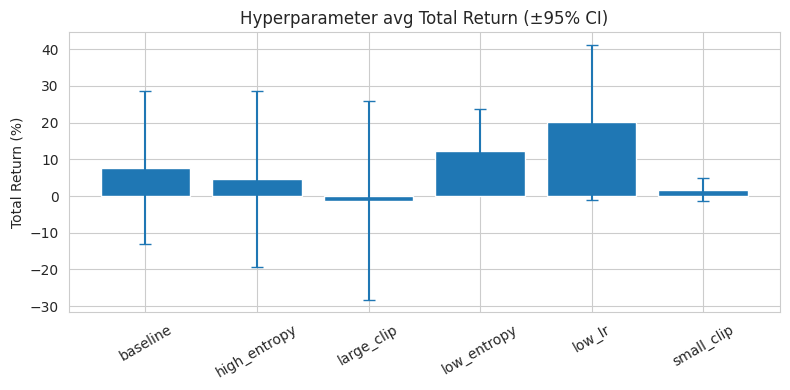 Hyperparameter avg Total Return (±95% CI)
Total Return (%)
40
30
20
10
0
−10
−20
−30
baseline
high_entropy
large_clip
low_entropy
low_lr
small_clip